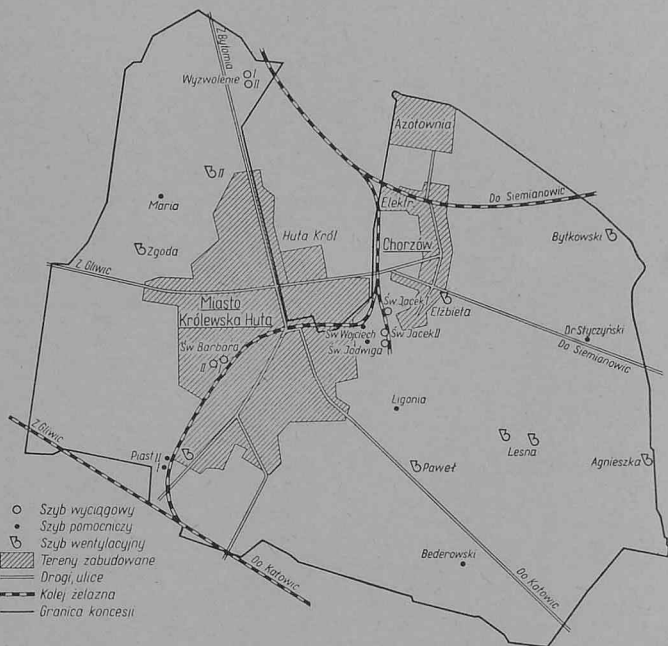 Z Bytomia
Wyzwolenie
I
II
Azotownia
II
Maria
Elektr.
Do Siemianowic
Huta Król
Chorzów
Bytkowski
Zgoda
Z Gliwic
Miasto
Królewska Huta
Św Jacek I
Elżbieta
Św Wojciech
Św Jacek II
Św Jadwiga
Dr Styczyński
Do Siemianowic
Św Barbara
I
II
Ligonia
Z Gliwic
Piast II
I
Paweł
Lesna
Agnieszka
Bederowski
Do Katowic
Do Katowic
Szyb wyciągowy
Szyb pomocniczy
Szyb wentylacyjny
Tereny zabudowane
Drogi, ulice
Kolej żelazna
Granica koncesji